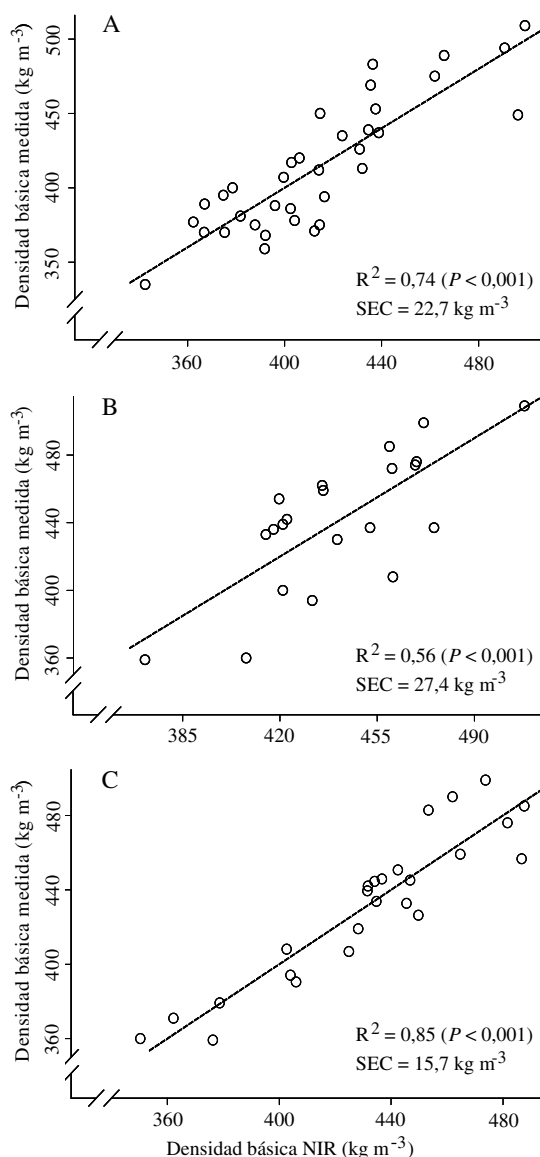 A
Densidad básica medida (kg m-3)
500
450
400
350
R2 = 0,74 (P < 0,001)
SEC = 22,7 kg m-3
360 400 440 480
B
Densidad básica medida (kg m-3)
480
440
400
360
R2 = 0,56 (P < 0,001)
SEC = 27,4 kg m-3
385 420 455 490
C
Densidad básica medida (kg m-3)
480
440
400
360
R2 = 0,85 (P < 0,001)
SEC = 15,7 kg m-3
360 400 440 480
Densidad básica NIR (kg m-3)